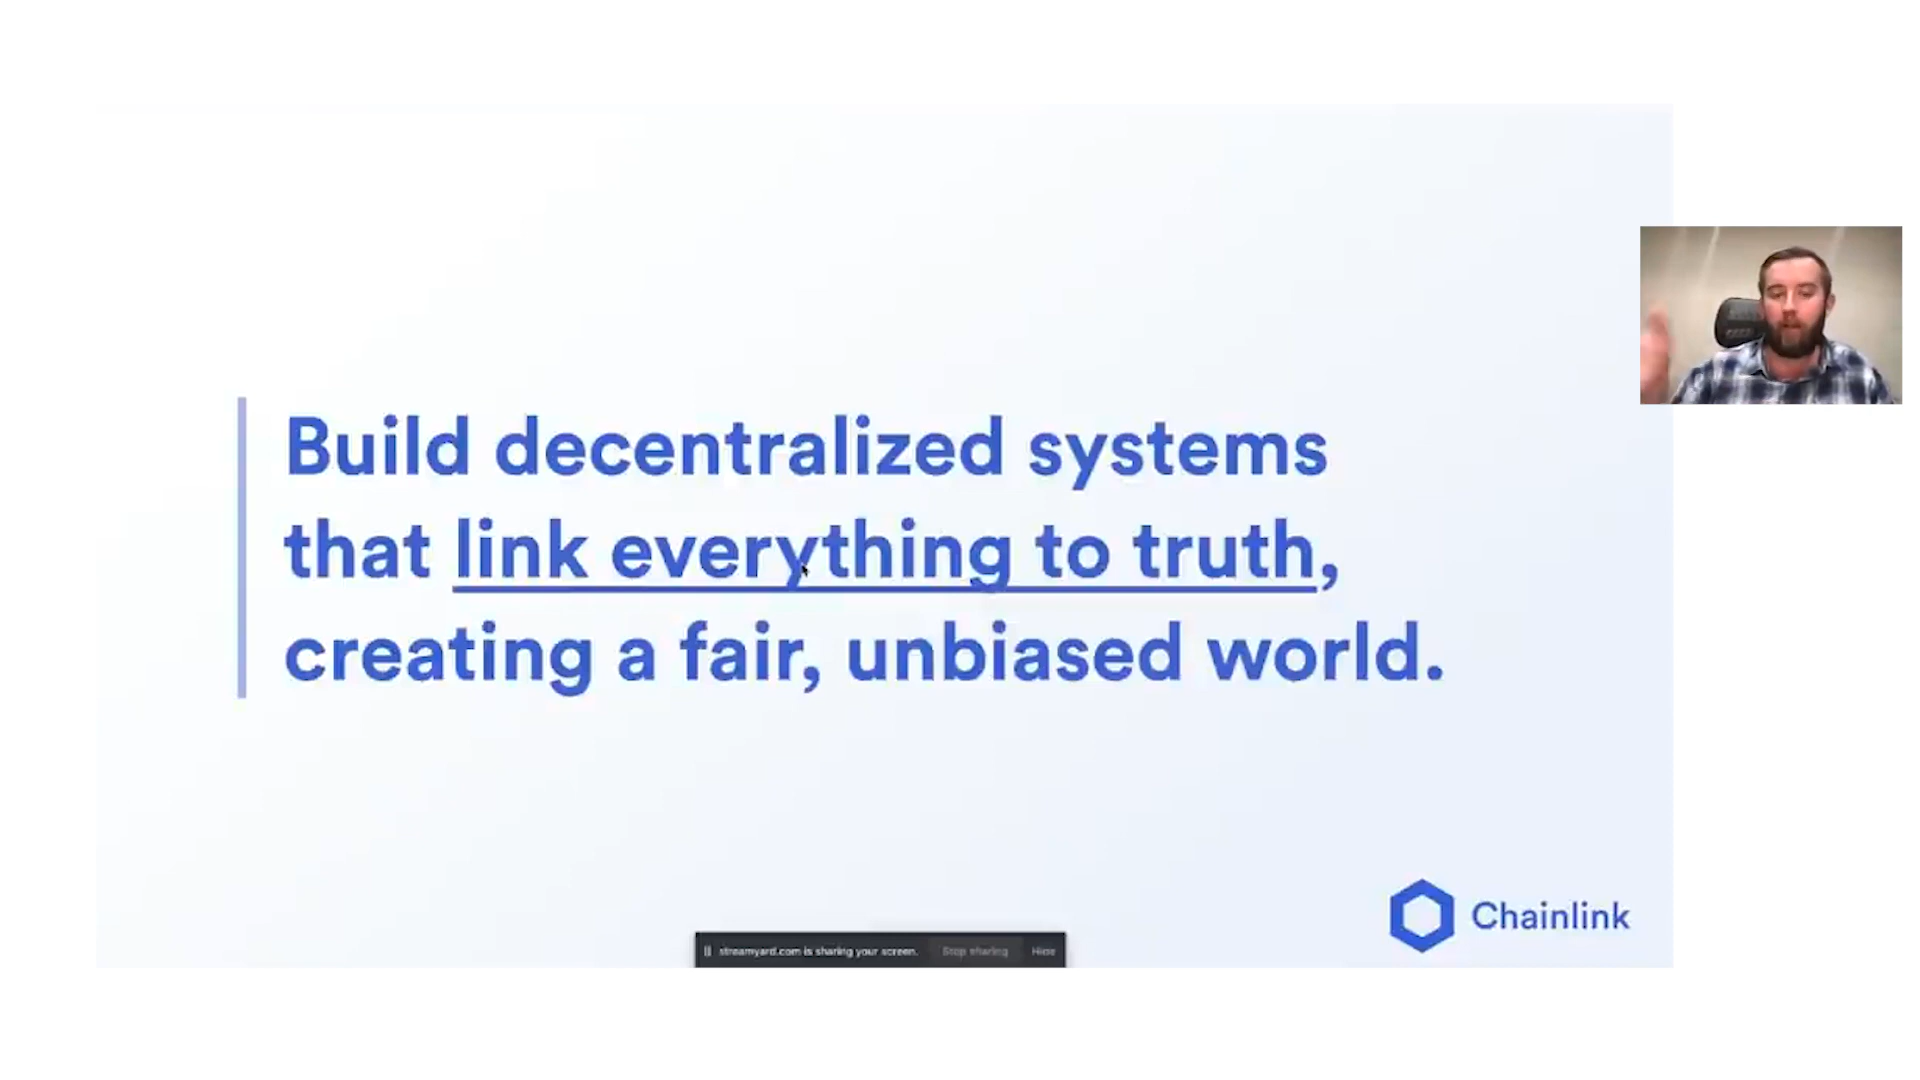 Build decentralized systems
that link everything to truth,
creating a fair, unbiased world.
Chainlink
streamyard.com is sharing your screen. Stop sharing Hide